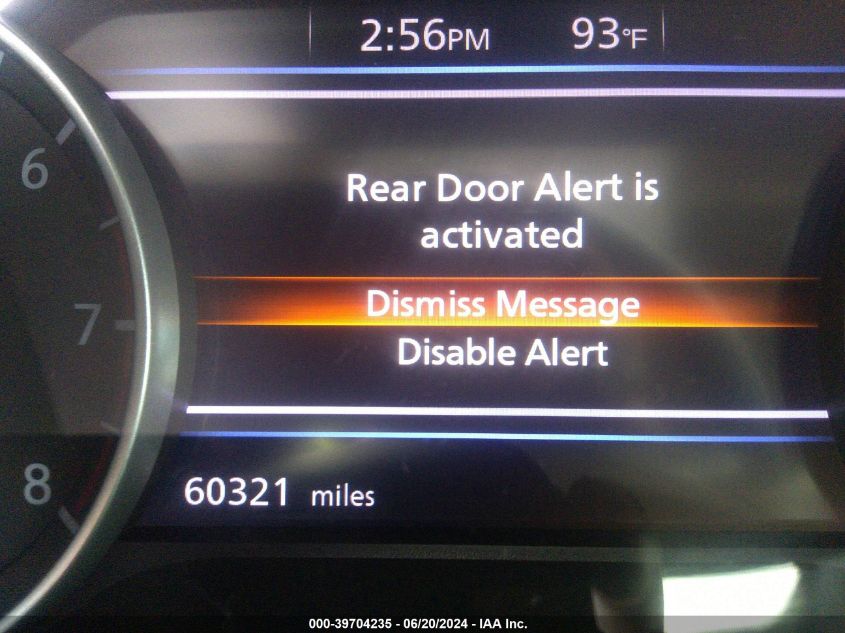 2:56PM 93°F
6
Rear Door Alert is
activated
Dismiss Message
7
Disable Alert
8
60321 miles
000-39704235 - 06/20/2024 - IAA Inc.